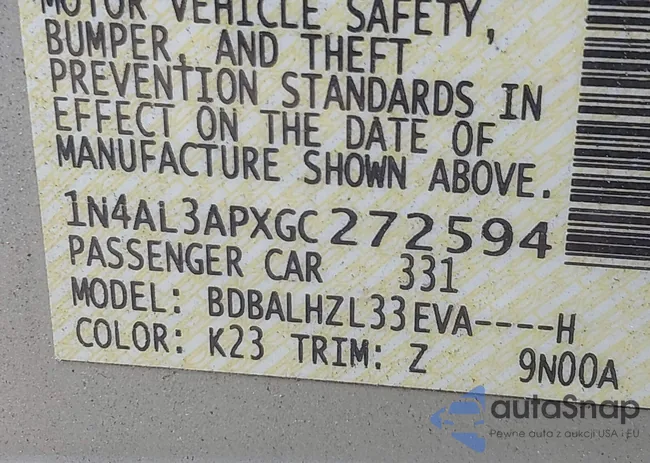 MOTOR VEHICLE SAFETY,
BUMPER, AND THEFT
PREVENTION STANDARDS IN
EFFECT ON THE DATE OF
MANUFACTURE SHOWN ABOVE.
1N4AL3APXGC272594
PASSENGER CAR 331
MODEL: BDBALHZL33EVA----H
COLOR: K23 TRIM: Z 9N00A
autaSnap
Pewne auta z aukcji USA i EU